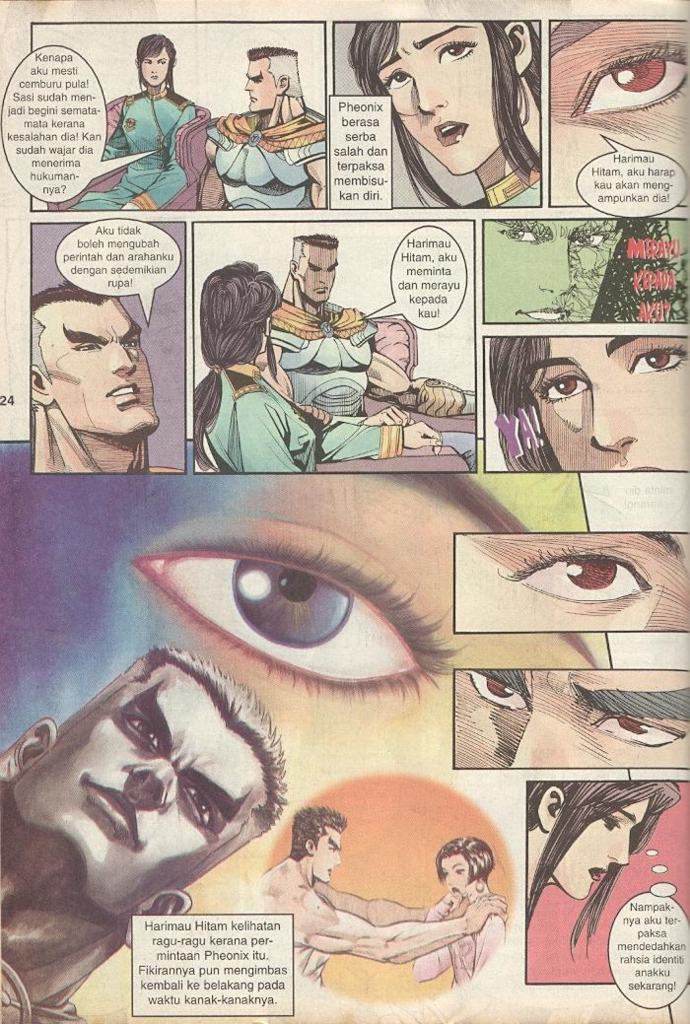 Kenapa
aku mesti
cemburu pula!
Sasi sudah men-
jadi begini semata-
mata kerana
kesalahan dia! Kan
sudah wajar dia
menerima
hukuman-
nya?
Pheonix
berasa
serba
salah dan
terpaksa
membisu-
kan diri.
Harimau
Hitam, aku harap
kau akan meng-
ampunkan dia!
Aku tidak
boleh mengubah
perintah dan arahanku
dengan sedemikian
rupa!
Harimau
Hitam, aku
meminta
dan merayu
kepada
kau!
MERAYU
KEPADA
AKU?
YA!
24
Harimau Hitam kelihatan
ragu-ragu kerana per-
mintaan Pheonix itu.
Fikirannya pun mengimbas
kembali ke belakang pada
waktu kanak-kanaknya.
Nampak-
nya aku ter-
paksa
mendedahkan
rahsia identiti
anakku
sekarang!